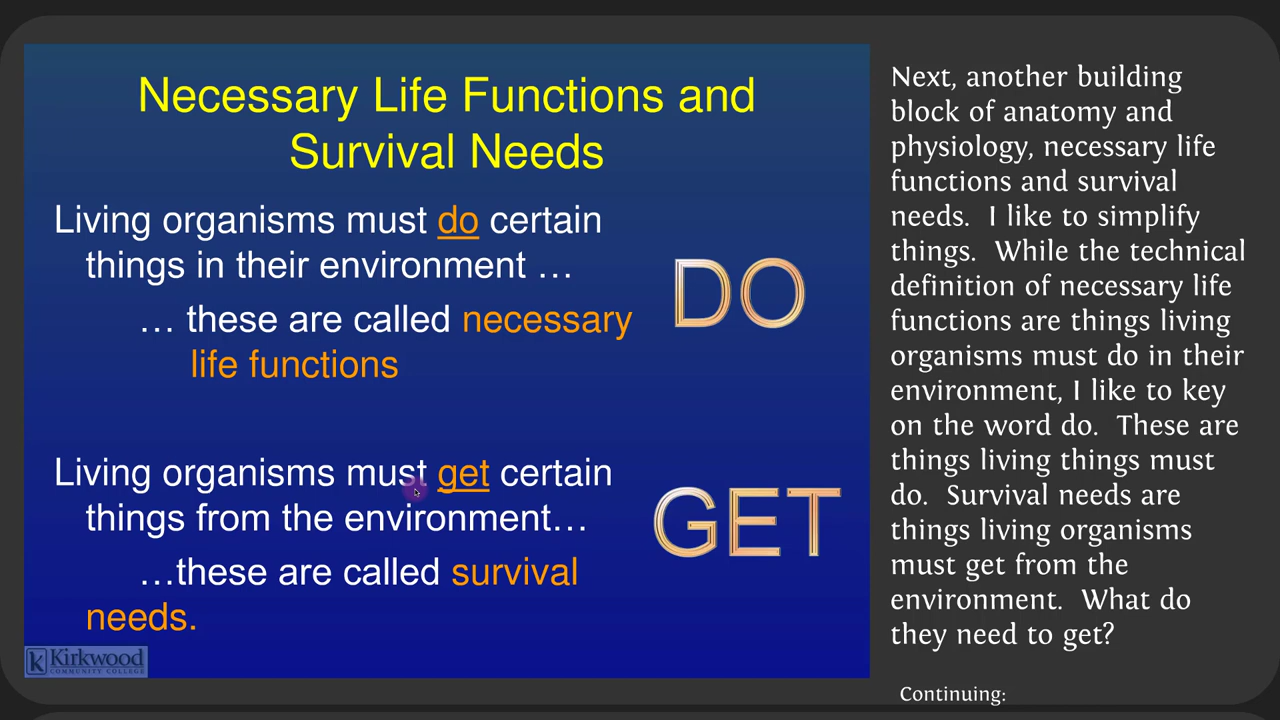 Necessary Life Functions and
Survival Needs
Living organisms must do certain
things in their environment …
… these are called necessary
life functions
DO
Living organisms must get certain
things from the environment…
…these are called survival
needs.
GET
Kirkwood
COMMUNITY COLLEGE
Next, another building
block of anatomy and
physiology, necessary life
functions and survival
needs. I like to simplify
things. While the technical
definition of necessary life
functions are things living
organisms must do in their
environment, I like to key
on the word do. These are
things living things must
do. Survival needs are
things living organisms
must get from the
environment. What do
they need to get?
Continuing: